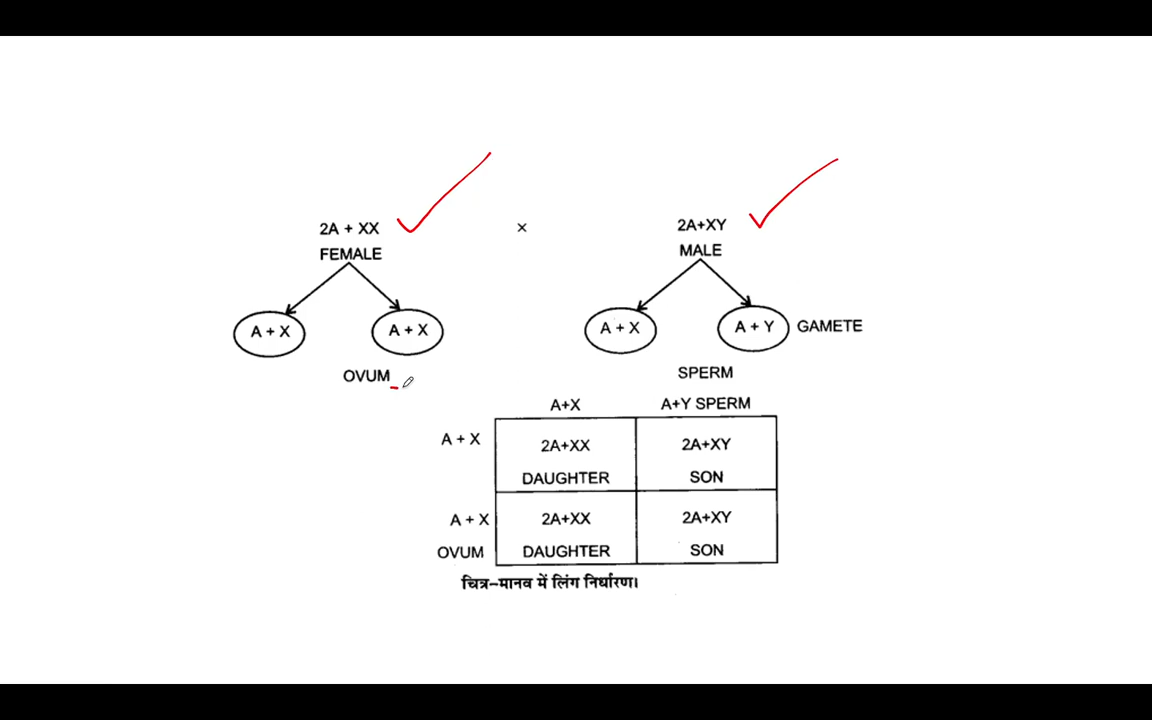 2A + XX × 2A+XY
FEMALE MALE
A + X A + X A + X A + Y GAMETE
OVUM SPERM
A+X A+Y SPERM
A + X 2A+XX 2A+XY
DAUGHTER SON
A + X 2A+XX 2A+XY
OVUM DAUGHTER SON
चित्र–मानव में लिंग निर्धारण।